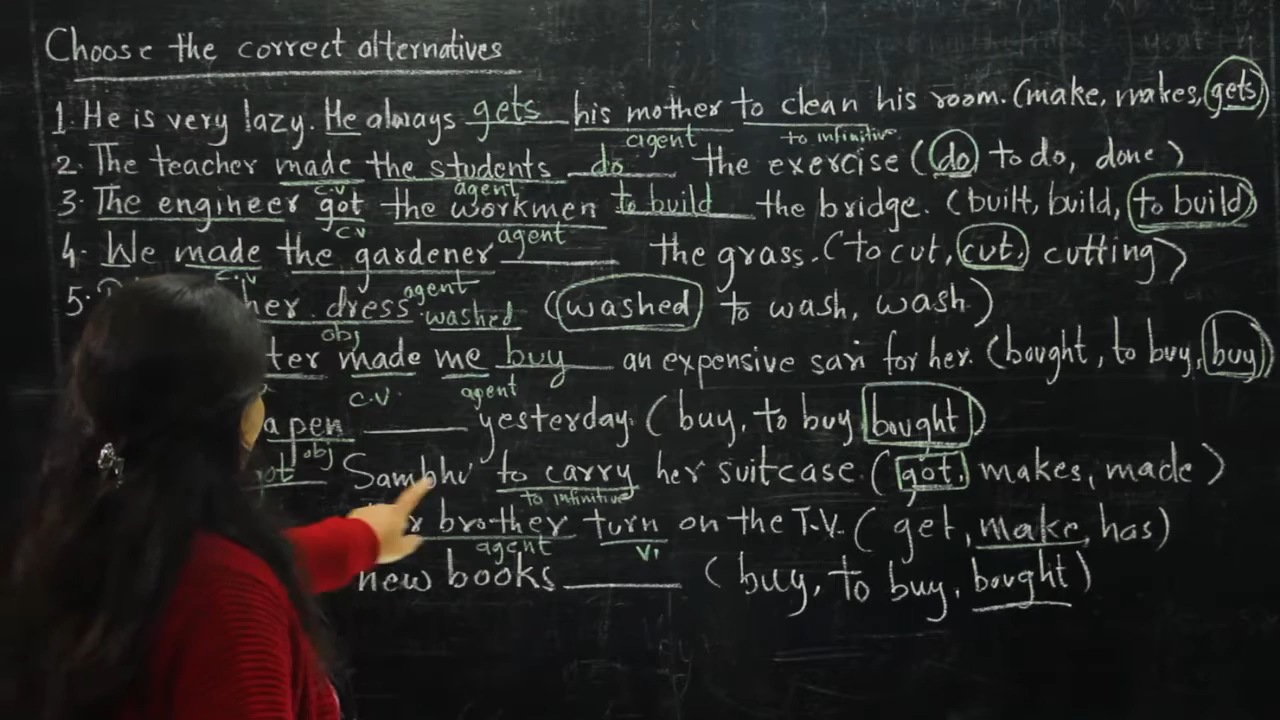 Choose the correct alternatives
1. He is very lazy. He always gets his mother to clean his room. (make, makes, gets)
agent to infinitive
2. The teacher made the students do the exercise (do to do, done)
c.v agent
3. The engineer got the workmen to build the bridge. (built, build, to build)
c.v agent
4. We made the gardener ______ the grass. (to cut, cut, cutting)
c.v agent
5. her dress washed (washed to wash, wash)
obj
ter made me buy an expensive sari for her. (bought, to buy, buy)
c.v. agent
a pen ______ yesterday. (buy, to buy bought)
obj
got Sambhu to carry her suitcase. (got, makes, made)
to infinitive
r brother turn on the T.V. (get, make, has)
agent V1
new books ______ (buy, to buy, bought)